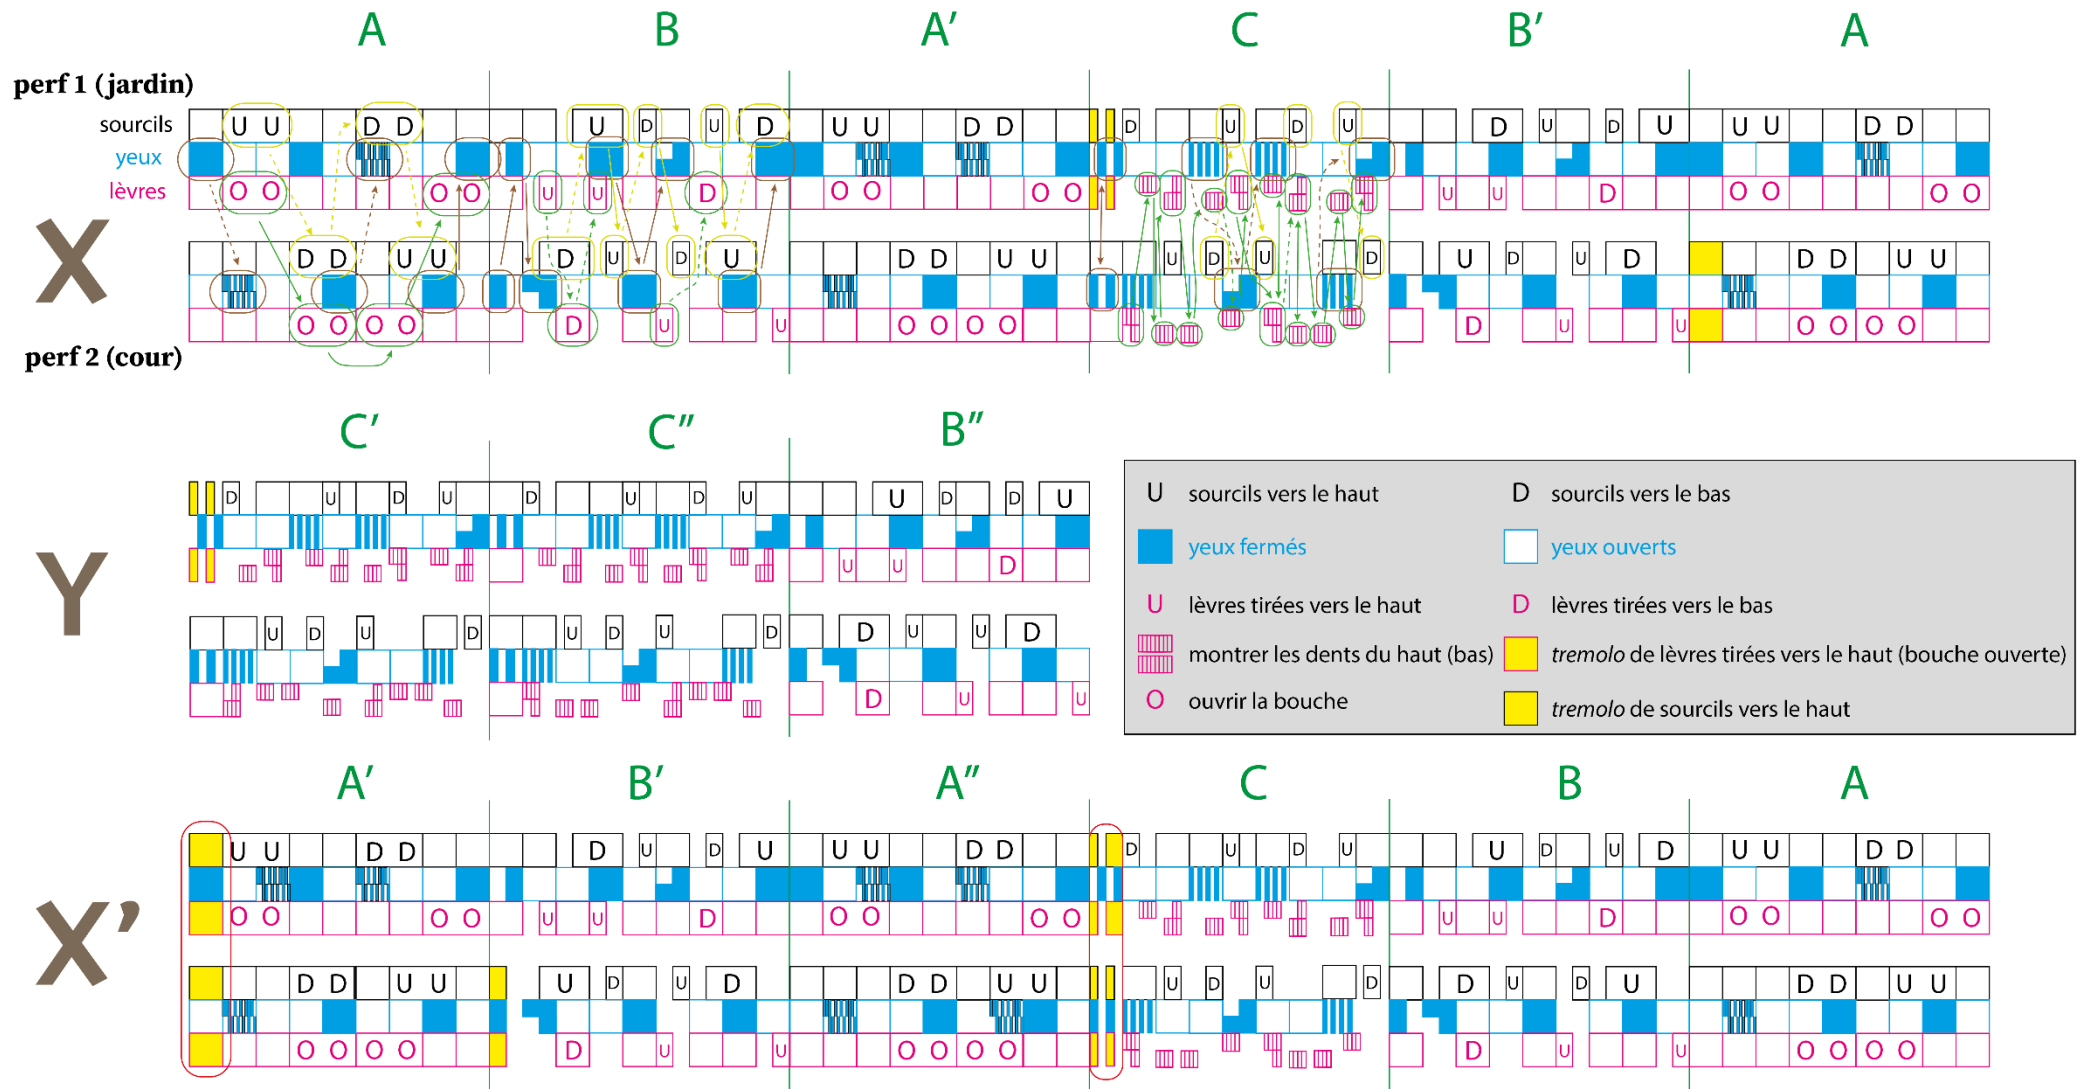 A B A′ C B′ A
perf 1 (jardin)
sourcils U U D D U D U D U U D D D U D U D U D U U U D D
yeux
lèvres O O O O U U D O O O O U U D O O O O
X
D D U U D U D U D D U U U D U D U D U D D D U U
O O O O D U U O O O O D U U O O O O
perf 2 (cour)
C′ C″ B″
D U D U D U D U U D D U
U U D
Y
U D U D U D U D D U U D
D U U
U sourcils vers le haut D sourcils vers le bas
yeux fermés yeux ouverts
U lèvres tirées vers le haut D lèvres tirées vers le bas
montrer les dents du haut (bas) tremolo de lèvres tirées vers le haut (bouche ouverte)
O ouvrir la bouche tremolo de sourcils vers le haut
A′ B′ A″ C B A
U U D D D U D U U U D D D U D U U D U D U U D D
O O O O U U D O O O O U U D O O O O
X′
D D U U U D U D D D U U U D U D D U D U D D U U
O O O O D U U O O O O D U U O O O O